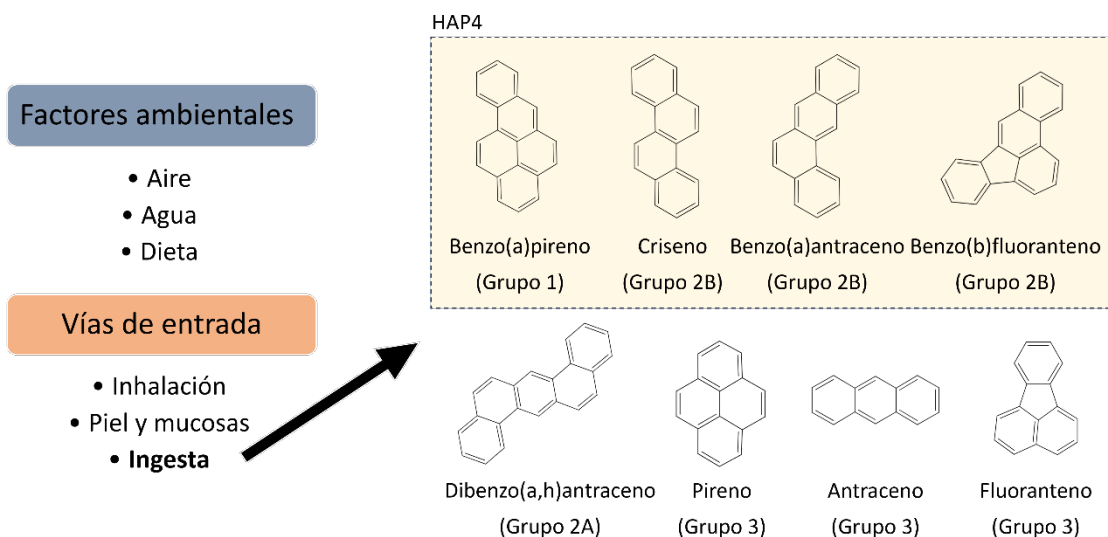 HAP4
Factores ambientales
• Aire
• Agua
• Dieta
Vías de entrada
• Inhalación
• Piel y mucosas
• Ingesta
Benzo(a)pireno
(Grupo 1)
Criseno
(Grupo 2B)
Benzo(a)antraceno
(Grupo 2B)
Benzo(b)fluoranteno
(Grupo 2B)
Dibenzo(a,h)antraceno
(Grupo 2A)
Pireno
(Grupo 3)
Antraceno
(Grupo 3)
Fluoranteno
(Grupo 3)